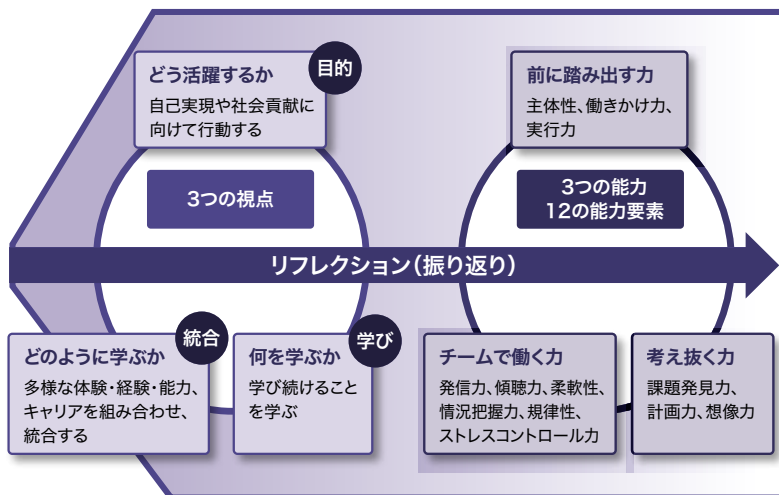 どう活躍するか
目的
自己実現や社会貢献に
向けて行動する
3つの視点
前に踏み出す力
主体性、働きかけ力、
実行力
3つの能力
12の能力要素
リフレクション（振り返り）
どのように学ぶか
統合
多様な体験・経験・能力、
キャリアを組み合わせ、
統合する
何を学ぶか
学び
学び続けること
を学ぶ
チームで働く力
発信力、傾聴力、柔軟性、
情況把握力、規律性、
ストレスコントロール力
考え抜く力
課題発見力、
計画力、想像力